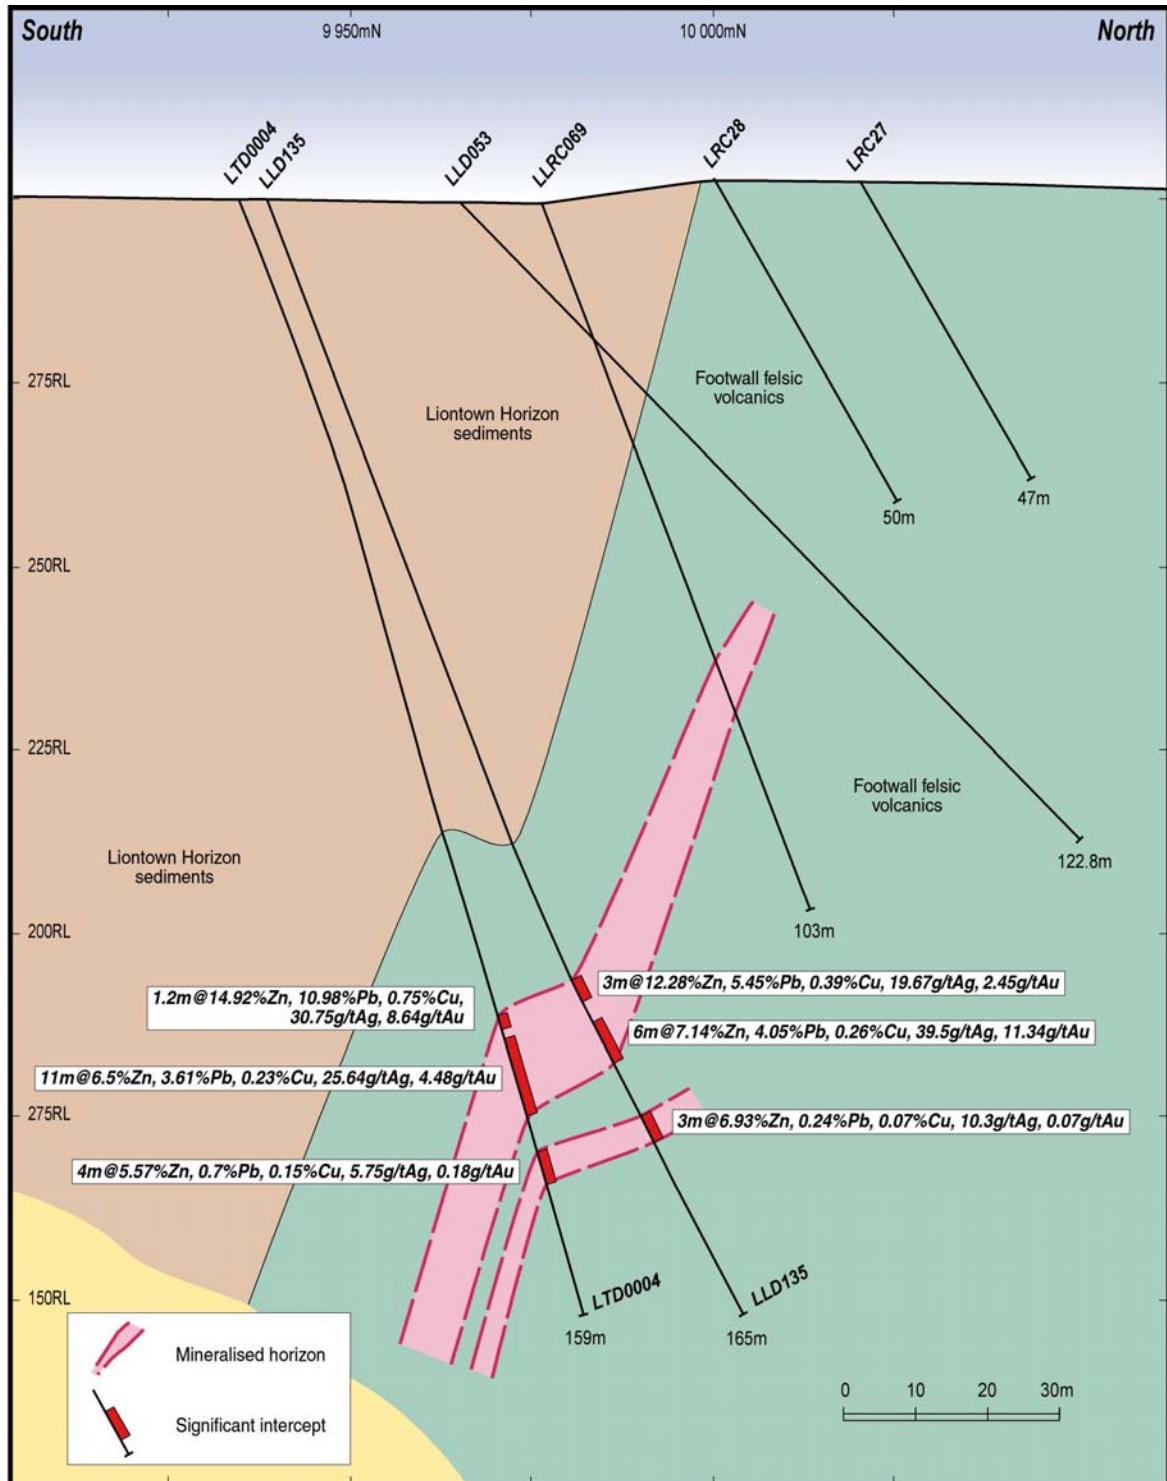 South
9 950mN
10 000mN
North
LTD0004
LLD135
LLD053
LLRC069
LRC28
LRC27
275RL
Footwall felsic
volcanics
Liontown Horizon
sediments
47m
50m
250RL
225RL
Footwall felsic
volcanics
Liontown Horizon
sediments
122.8m
200RL
103m
3m@12.28%Zn, 5.45%Pb, 0.39%Cu, 19.67g/tAg, 2.45g/tAu
1.2m@14.92%Zn, 10.98%Pb, 0.75%Cu,
30.75g/tAg, 8.64g/tAu
6m@7.14%Zn, 4.05%Pb, 0.26%Cu, 39.5g/tAg, 11.34g/tAu
11m@6.5%Zn, 3.61%Pb, 0.23%Cu, 25.64g/tAg, 4.48g/tAu
275RL
3m@6.93%Zn, 0.24%Pb, 0.07%Cu, 10.3g/tAg, 0.07g/tAu
4m@5.57%Zn, 0.7%Pb, 0.15%Cu, 5.75g/tAg, 0.18g/tAu
150RL
LTD0004
LLD135
159m
165m
Mineralised horizon
Significant intercept
0 10 20 30m